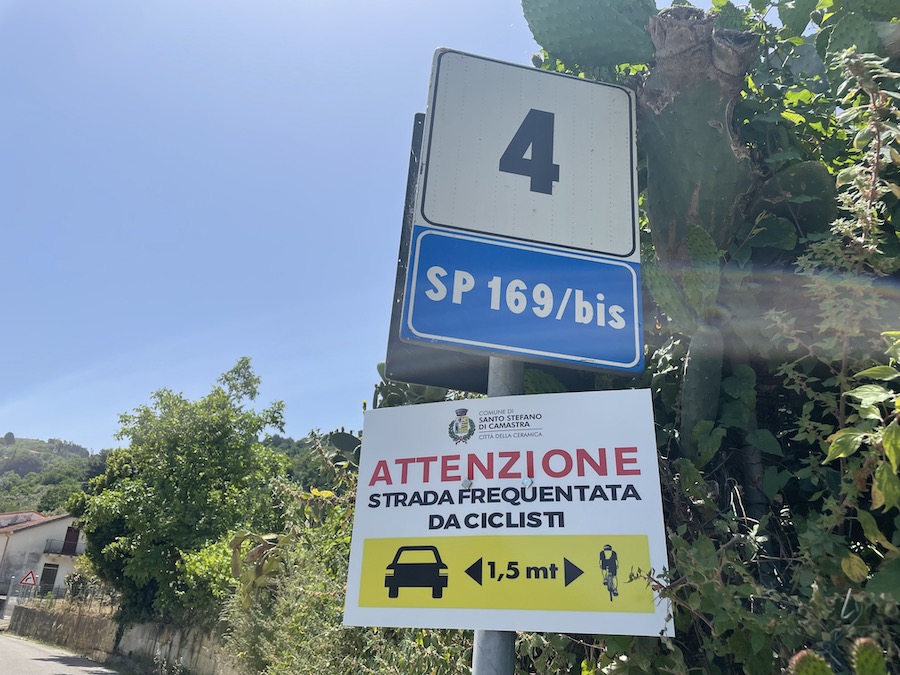 4
SP 169/bis
COMUNE DI
SANTO STEFANO
DI CAMASTRA
CITTÀ DELLA CERAMICA
ATTENZIONE
STRADA FREQUENTATA
DA CICLISTI
1,5 mt